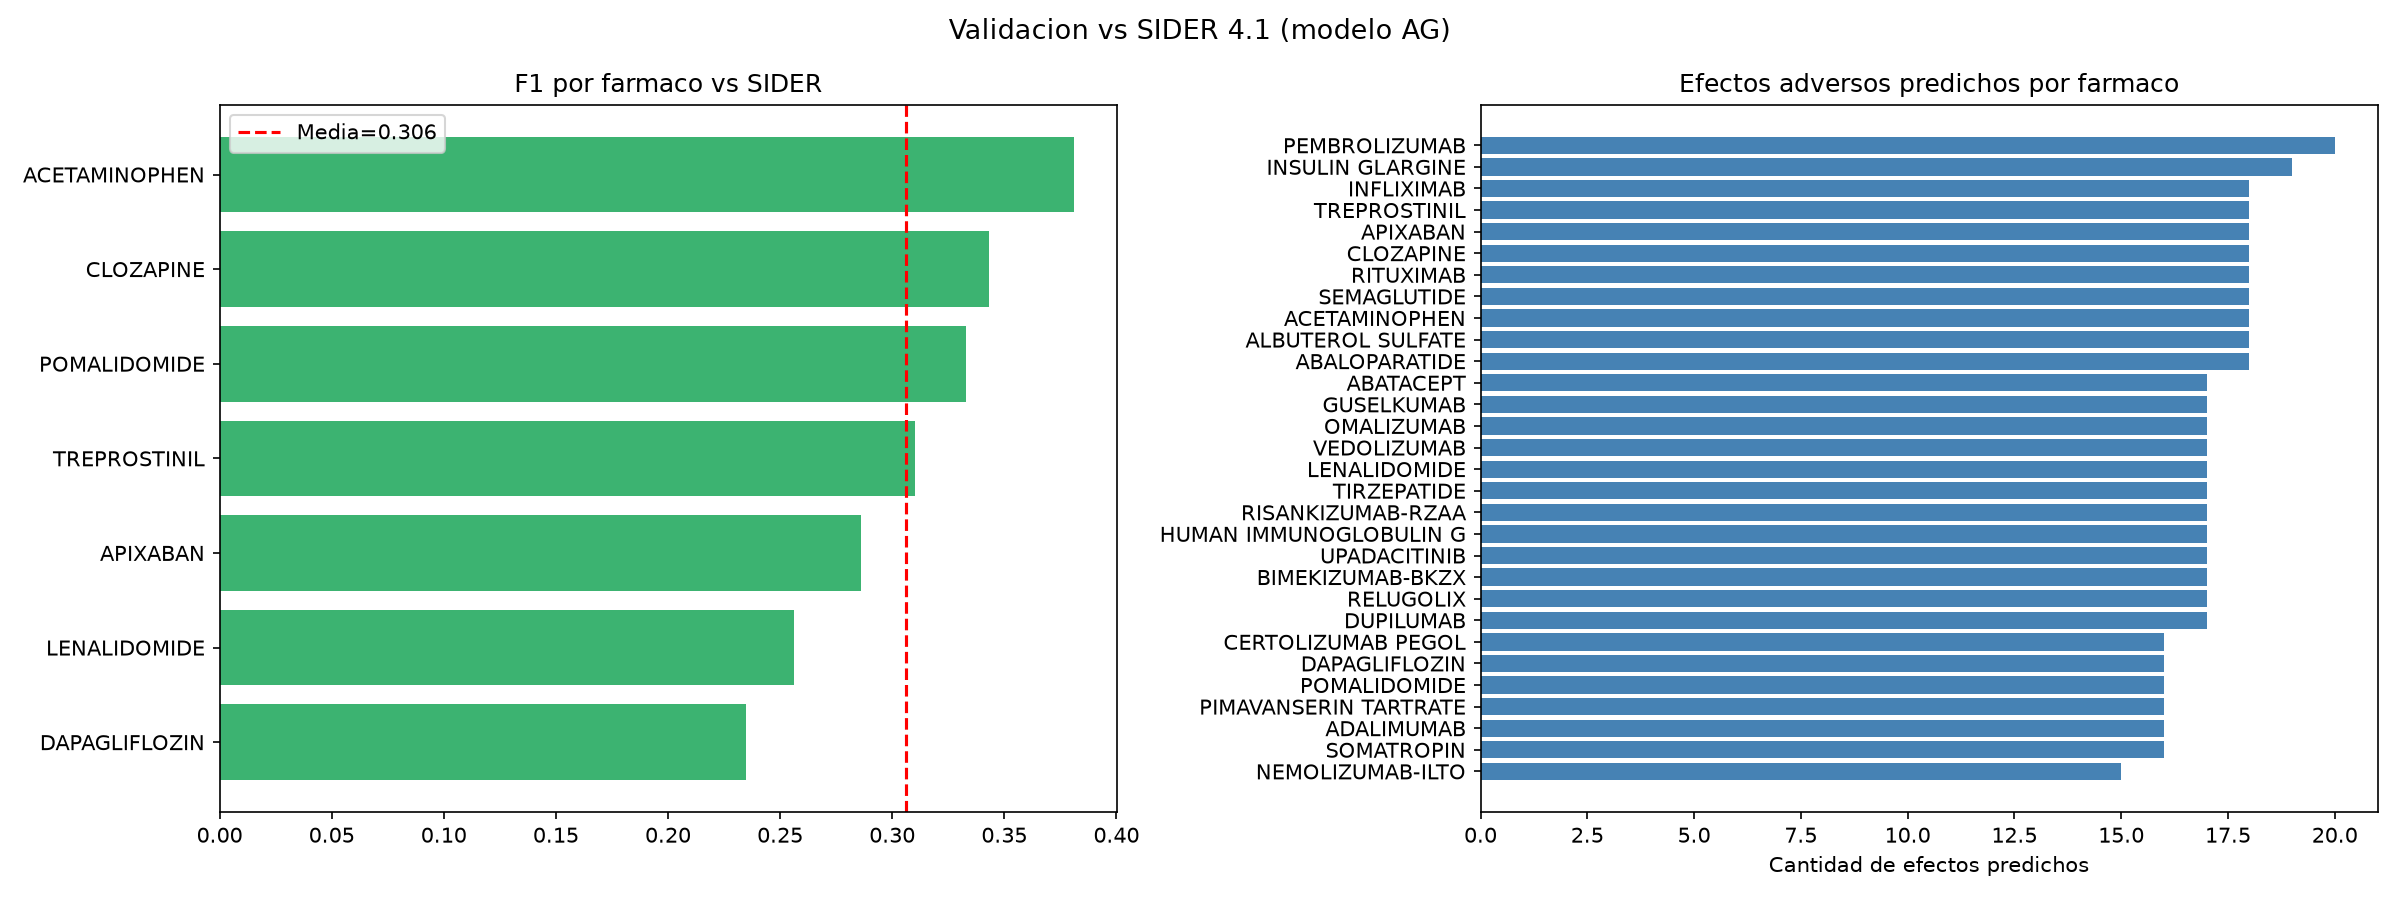 Validacion vs SIDER 4.1 (modelo AG)
F1 por farmaco vs SIDER
Media=0.306
ACETAMINOPHEN
CLOZAPINE
POMALIDOMIDE
TREPROSTINIL
APIXABAN
LENALIDOMIDE
DAPAGLIFLOZIN
0.00 0.05 0.10 0.15 0.20 0.25 0.30 0.35 0.40
Efectos adversos predichos por farmaco
PEMBROLIZUMAB
INSULIN GLARGINE
INFLIXIMAB
TREPROSTINIL
APIXABAN
CLOZAPINE
RITUXIMAB
SEMAGLUTIDE
ACETAMINOPHEN
ALBUTEROL SULFATE
ABALOPARATIDE
ABATACEPT
GUSELKUMAB
OMALIZUMAB
VEDOLIZUMAB
LENALIDOMIDE
TIRZEPATIDE
RISANKIZUMAB-RZAA
HUMAN IMMUNOGLOBULIN G
UPADACITINIB
BIMEKIZUMAB-BKZX
RELUGOLIX
DUPILUMAB
CERTOLIZUMAB PEGOL
DAPAGLIFLOZIN
POMALIDOMIDE
PIMAVANSERIN TARTRATE
ADALIMUMAB
SOMATROPIN
NEMOLIZUMAB-ILTO
0.0 2.5 5.0 7.5 10.0 12.5 15.0 17.5 20.0
Cantidad de efectos predichos